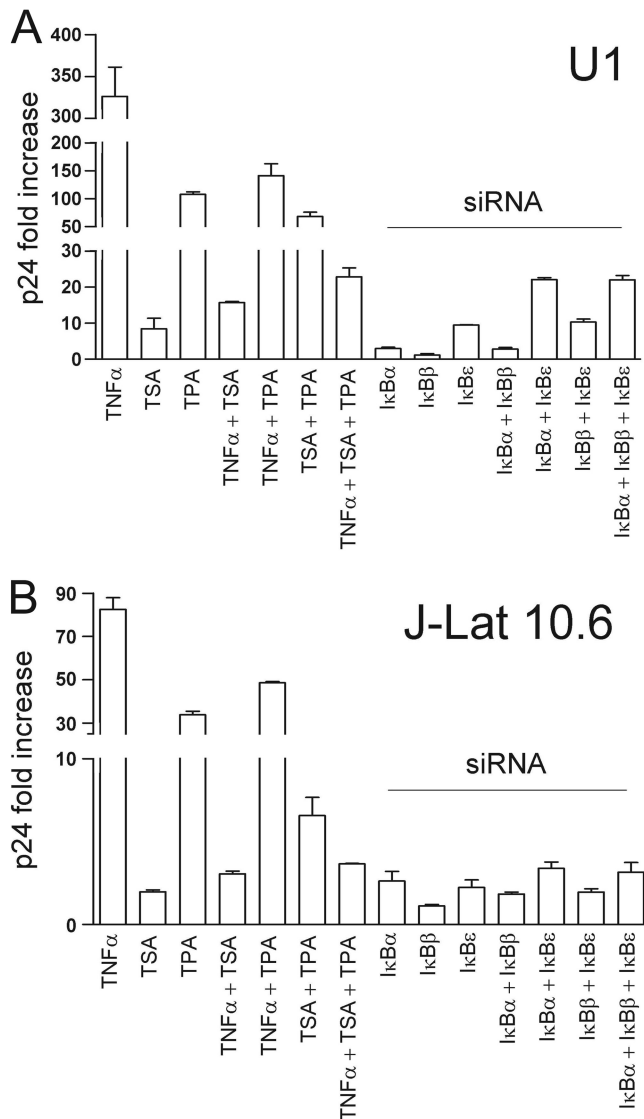 A
U1
p24 fold increase
400
350
300
200
150
100
50
30
20
10
0
siRNA
TNFα
TSA
TPA
TNFα + TSA
TNFα + TPA
TSA + TPA
TNFα + TSA + TPA
IκBα
IκBβ
IκBε
IκBα + IκBβ
IκBα + IκBε
IκBβ + IκBε
IκBα + IκBβ + IκBε
B
J-Lat 10.6
p24 fold increase
90
70
50
30
10
0
siRNA
TNFα
TSA
TPA
TNFα + TSA
TNFα + TPA
TSA + TPA
TNFα + TSA + TPA
IκBα
IκBβ
IκBε
IκBα + IκBβ
IκBα + IκBε
IκBβ + IκBε
IκBα + IκBβ + IκBε